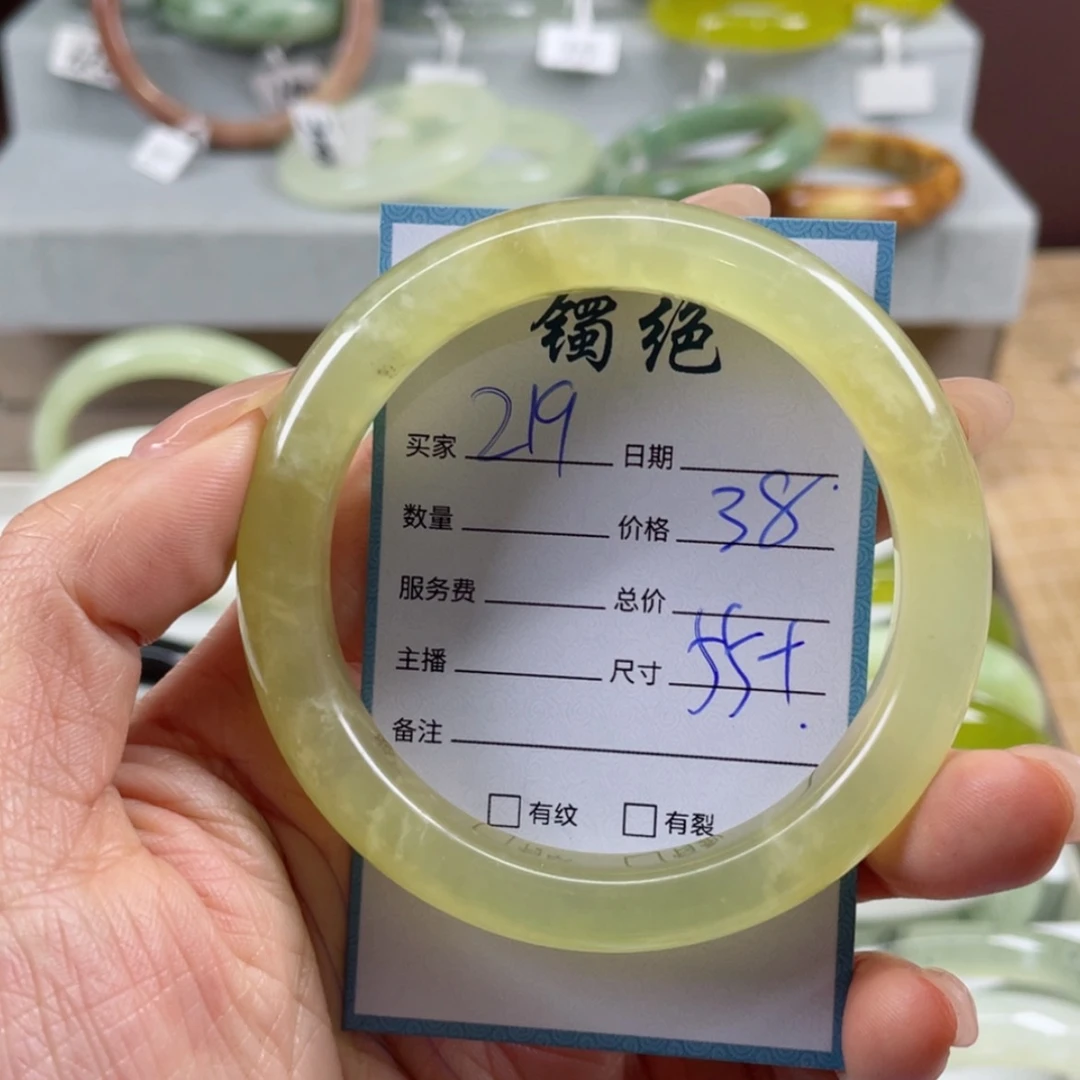 镯绝
买家 219 日期
数量 价格 38
服务费 总价
主播 尺寸 55+
备注
□ 有纹 □ 有裂